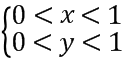 0 < x < 1
0 < y < 1